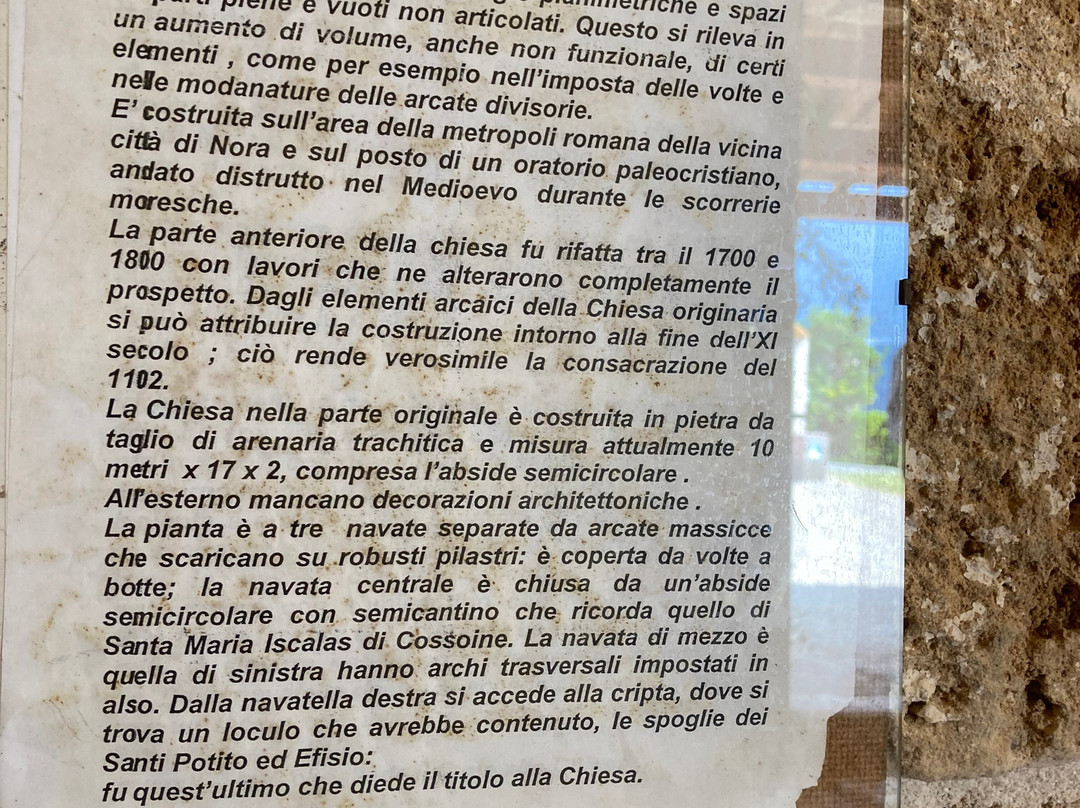 piene e vuoti non articolati. Questo si rileva in
un aumento di volume, anche non funzionale, di certi
elementi , come per esempio nell'imposta delle volte e
nelle modanature delle arcate divisorie.
E' costruita sull'area della metropoli romana della vicina
città di Nora e sul posto di un oratorio paleocristiano,
andato distrutto nel Medioevo durante le scorrerie
moresche.
La parte anteriore della chiesa fu rifatta tra il 1700 e
1800 con lavori che ne alterarono completamente il
prospetto. Dagli elementi arcaici della Chiesa originaria
si può attribuire la costruzione intorno alla fine dell'XI
secolo ; ciò rende verosimile la consacrazione del
1102.
La Chiesa nella parte originale è costruita in pietra da
taglio di arenaria trachitica e misura attualmente 10
metri x 17 x 2, compresa l'abside semicircolare .
All'esterno mancano decorazioni architettoniche .
La pianta è a tre navate separate da arcate massicce
che scaricano su robusti pilastri: è coperta da volte a
botte; la navata centrale è chiusa da un'abside
semicircolare con semicantino che ricorda quello di
Santa Maria Iscalas di Cossoine. La navata di mezzo è
quella di sinistra hanno archi trasversali impostati in
also. Dalla navatella destra si accede alla cripta, dove si
trova un loculo che avrebbe contenuto, le spoglie dei
Santi Potito ed Efisio:
fu quest'ultimo che diede il titolo alla Chiesa.